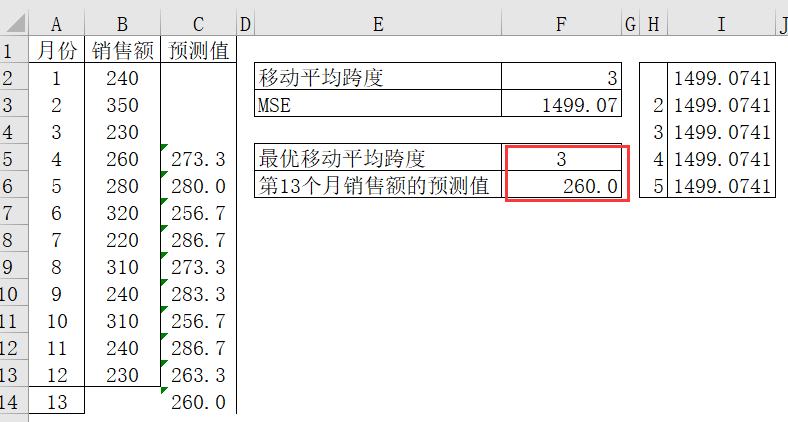 A B C D E F G H I J
1 月份 销售额 预测值
2 1 240 移动平均跨度 3 1499.0741
3 2 350 MSE 1499.07 2 1499.0741
4 3 230 3 1499.0741
5 4 260 273.3 最优移动平均跨度 3 4 1499.0741
6 5 280 280.0 第13个月销售额的预测值 260.0 5 1499.0741
7 6 320 256.7
8 7 220 286.7
9 8 310 273.3
10 9 240 283.3
11 10 310 256.7
12 11 240 286.7
13 12 230 263.3
14 13 260.0